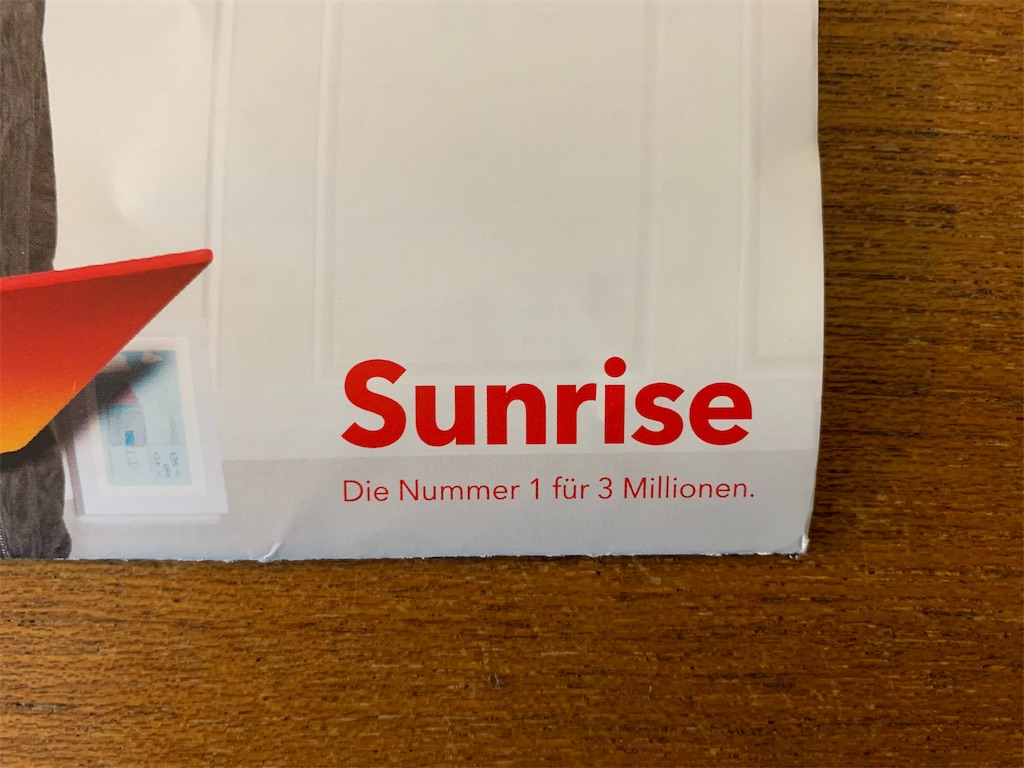 Sunrise
Die Nummer 1 für 3 Millionen.